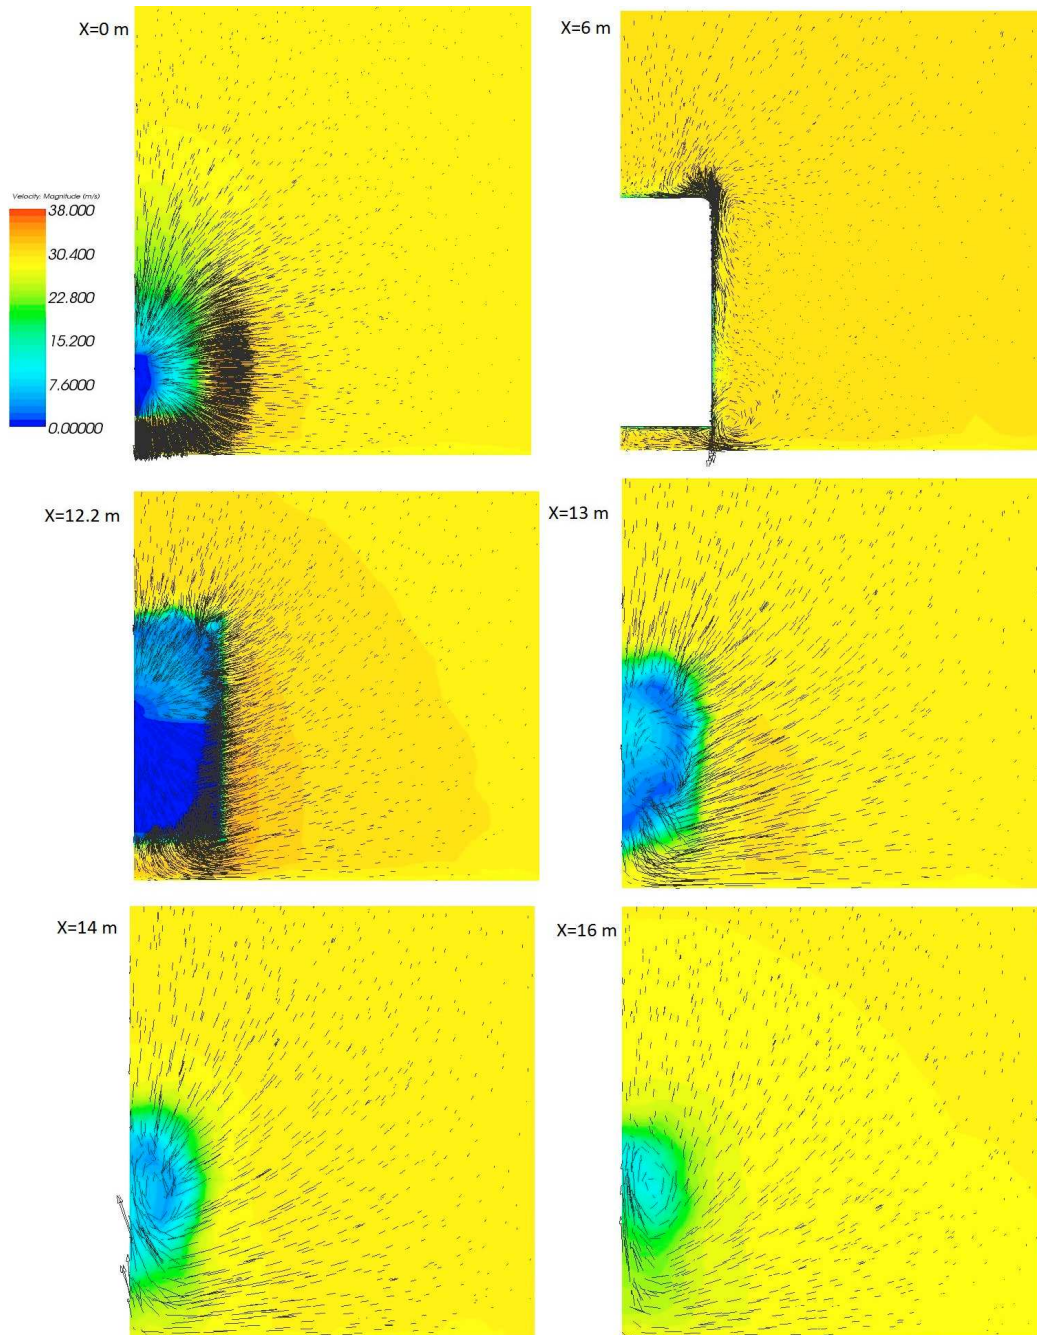 X=0 m
X=6 m
Velocity: Magnitude (m/s)
38.000
30.400
22.800
15.200
7.6000
0.00000
X=12.2 m
X=13 m
X=14 m
X=16 m